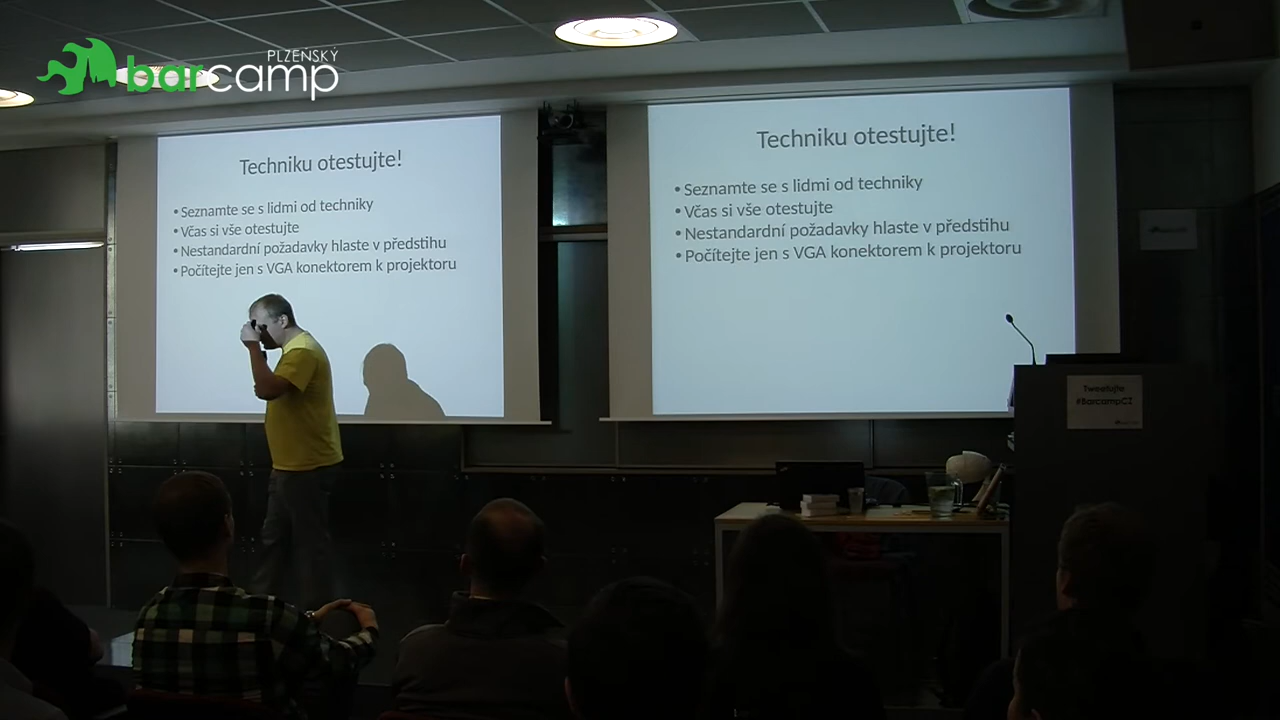 PLZEŇSKÝ
barcamp
Techniku otestujte!
• Seznamte se s lidmi od techniky
• Včas si vše otestujte
• Nestandardní požadavky hlaste v předstihu
• Počítejte jen s VGA konektorem k projektoru
Techniku otestujte!
• Seznamte se s lidmi od techniky
• Včas si vše otestujte
• Nestandardní požadavky hlaste v předstihu
• Počítejte jen s VGA konektorem k projektoru
Tweetujte
#BarcampCZ